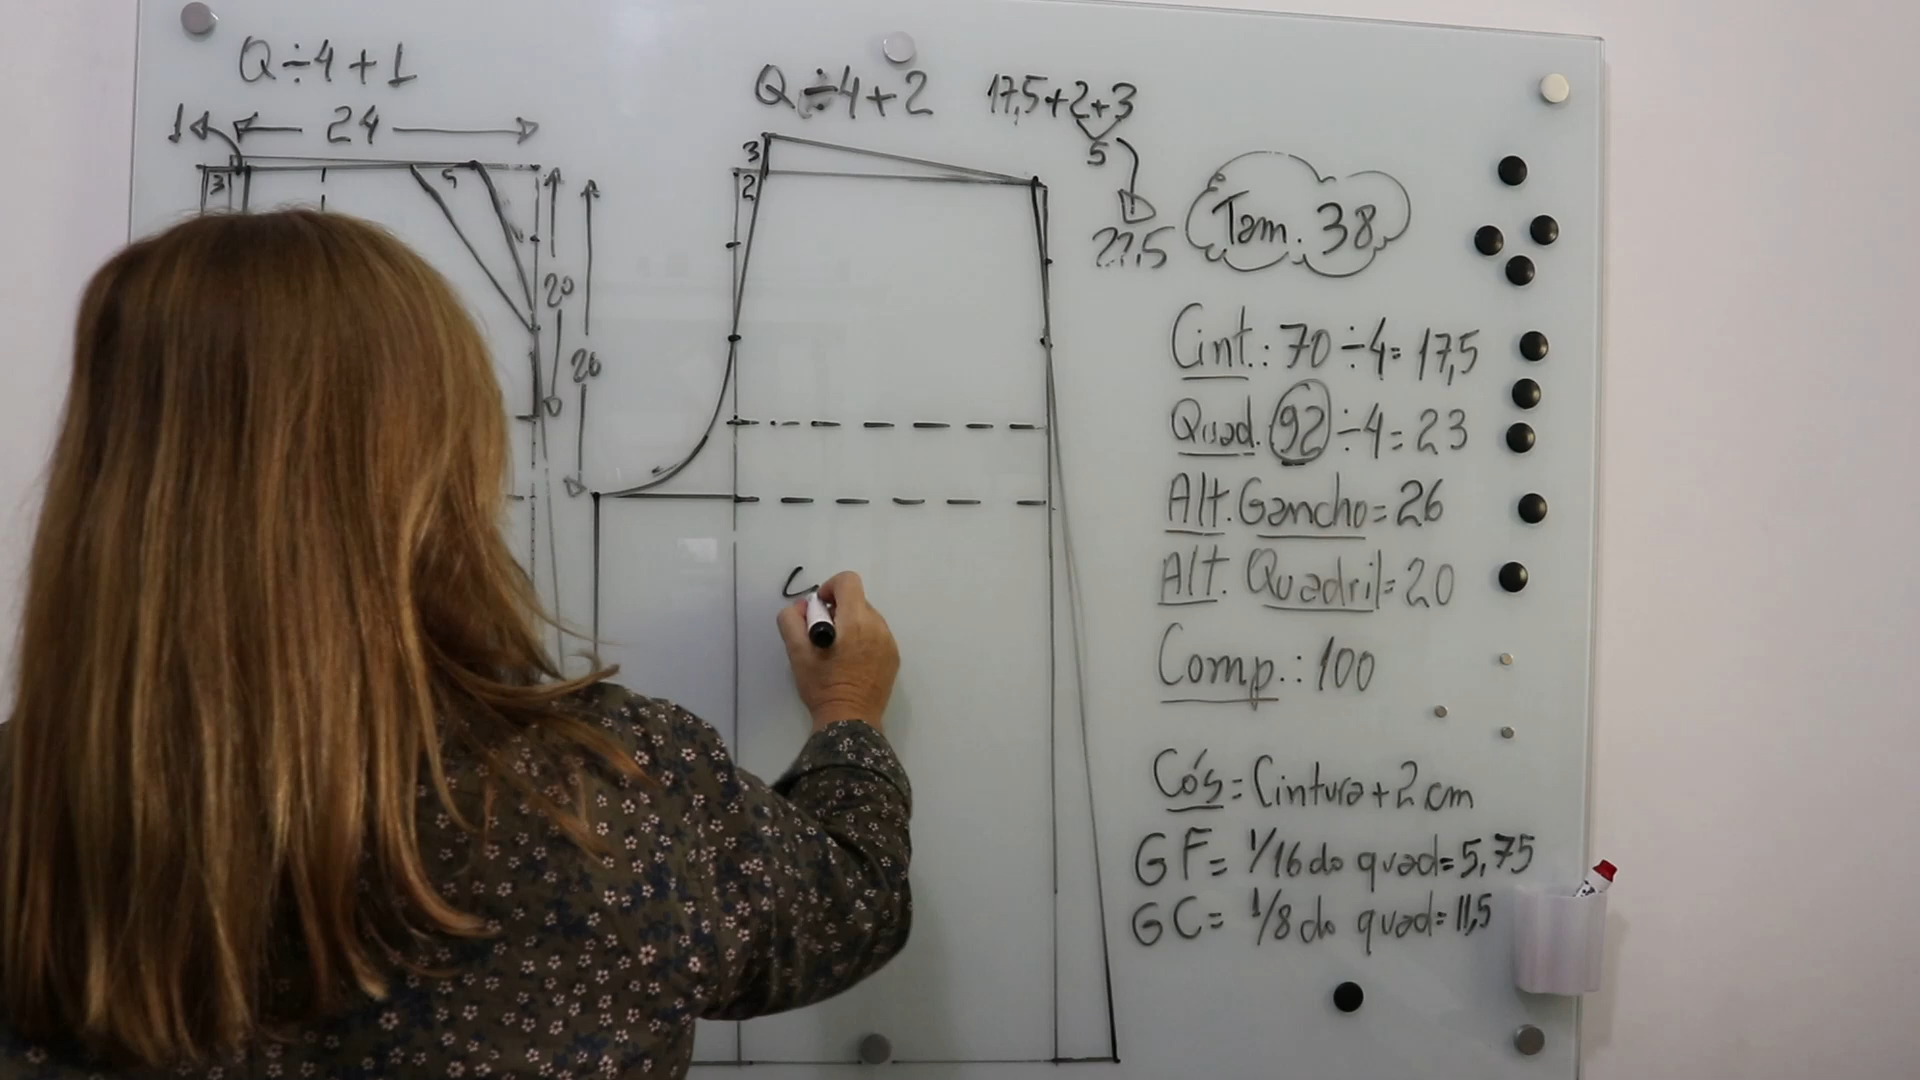 Q÷4+1
1 24
3 5
20
26
Q÷4+2
3
2
17,5+2+3
5
22,5
Tam. 38
Cint.: 70÷4=17,5
Quad. 92÷4=23
Alt. Gancho=26
Alt. Quadril=20
Comp.: 100
Cós=Cintura+2cm
GF= 1/16 do quad=5,75
GC= 1/8 do quad=11,5